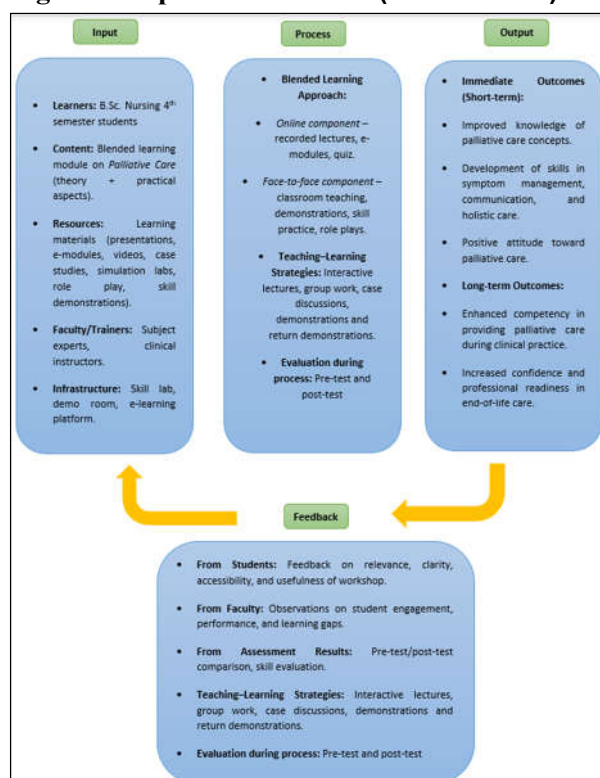 Input
• Learners: B.Sc. Nursing 4th
semester students
• Content: Blended learning
module on Palliative Care
(theory + practical
aspects).
• Resources: Learning
materials (presentations,
e-modules, videos, case
studies, simulation labs,
role play, skill
demonstrations).
• Faculty/Trainers: Subject
experts, clinical
instructors.
• Infrastructure: Skill lab,
demo room, e-learning
platform.
Process
• Blended Learning
Approach:
• Online component –
recorded lectures, e-
modules, quiz.
• Face-to-face component –
classroom teaching,
demonstrations, skill
practice, role plays.
• Teaching–Learning
Strategies: Interactive
lectures, group work, case
discussions,
demonstrations and
return demonstrations.
• Evaluation during
process: Pre-test and
post-test
Output
• Immediate Outcomes
(Short-term):
• Improved knowledge of
palliative care concepts.
• Development of skills in
symptom management,
communication, and
holistic care.
• Positive attitude toward
palliative care.
• Long-term Outcomes:
• Enhanced competency in
providing palliative care
during clinical practice.
• Increased confidence and
professional readiness in
end-of-life care.
Feedback
• From Students: Feedback on relevance, clarity,
accessibility, and usefulness of workshop.
• From Faculty: Observations on student engagement,
performance, and learning gaps.
• From Assessment Results: Pre-test/post-test
comparison, skill evaluation.
• Teaching–Learning Strategies: Interactive lectures,
group work, case discussions, demonstrations and
return demonstrations.
• Evaluation during process: Pre-test and post-test